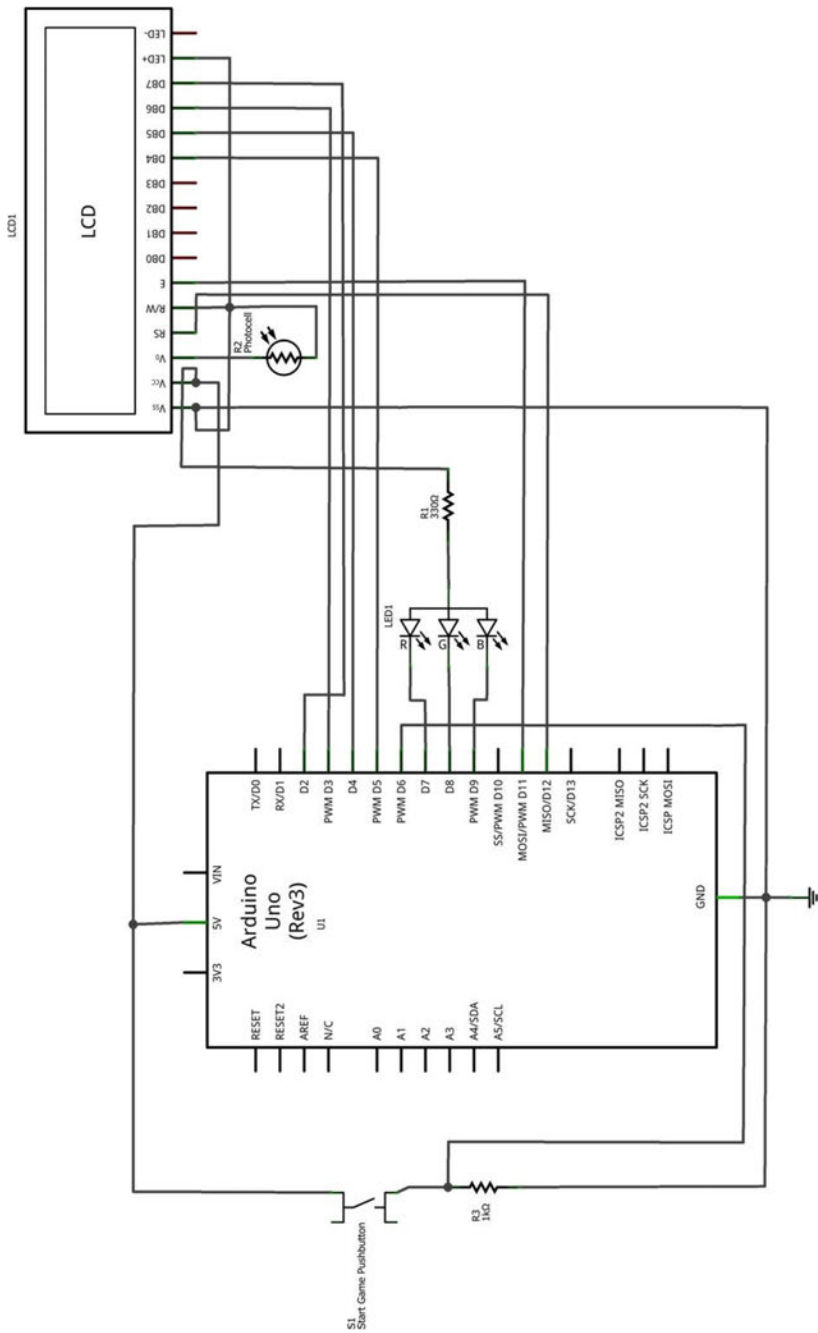 LCD1
LCD
LED-
LED+
DB7
DB6
DB5
DB4
DB3
DB2
DB1
DB0
E
R/W
RS
V₀
Vcc
Vss
R2
Photocell
R1
330Ω
LED1
R
G
B
TX/D0
RX/D1
D2
PWM D3
D4
PWM D5
PWM D6
D7
D8
PWM D9
SS/PWM D10
MOSI/PWM D11
MISO/D12
SCK/D13
ICSP2 MISO
ICSP2 SCK
ICSP MOSI
VIN
5V
3V3
Arduino
Uno
(Rev3)
U1
GND
RESET
RESET2
AREF
N/C
A0
A1
A2
A3
A4/SDA
A5/SCL
R3
1kΩ
S1
Start Game Pushbutton